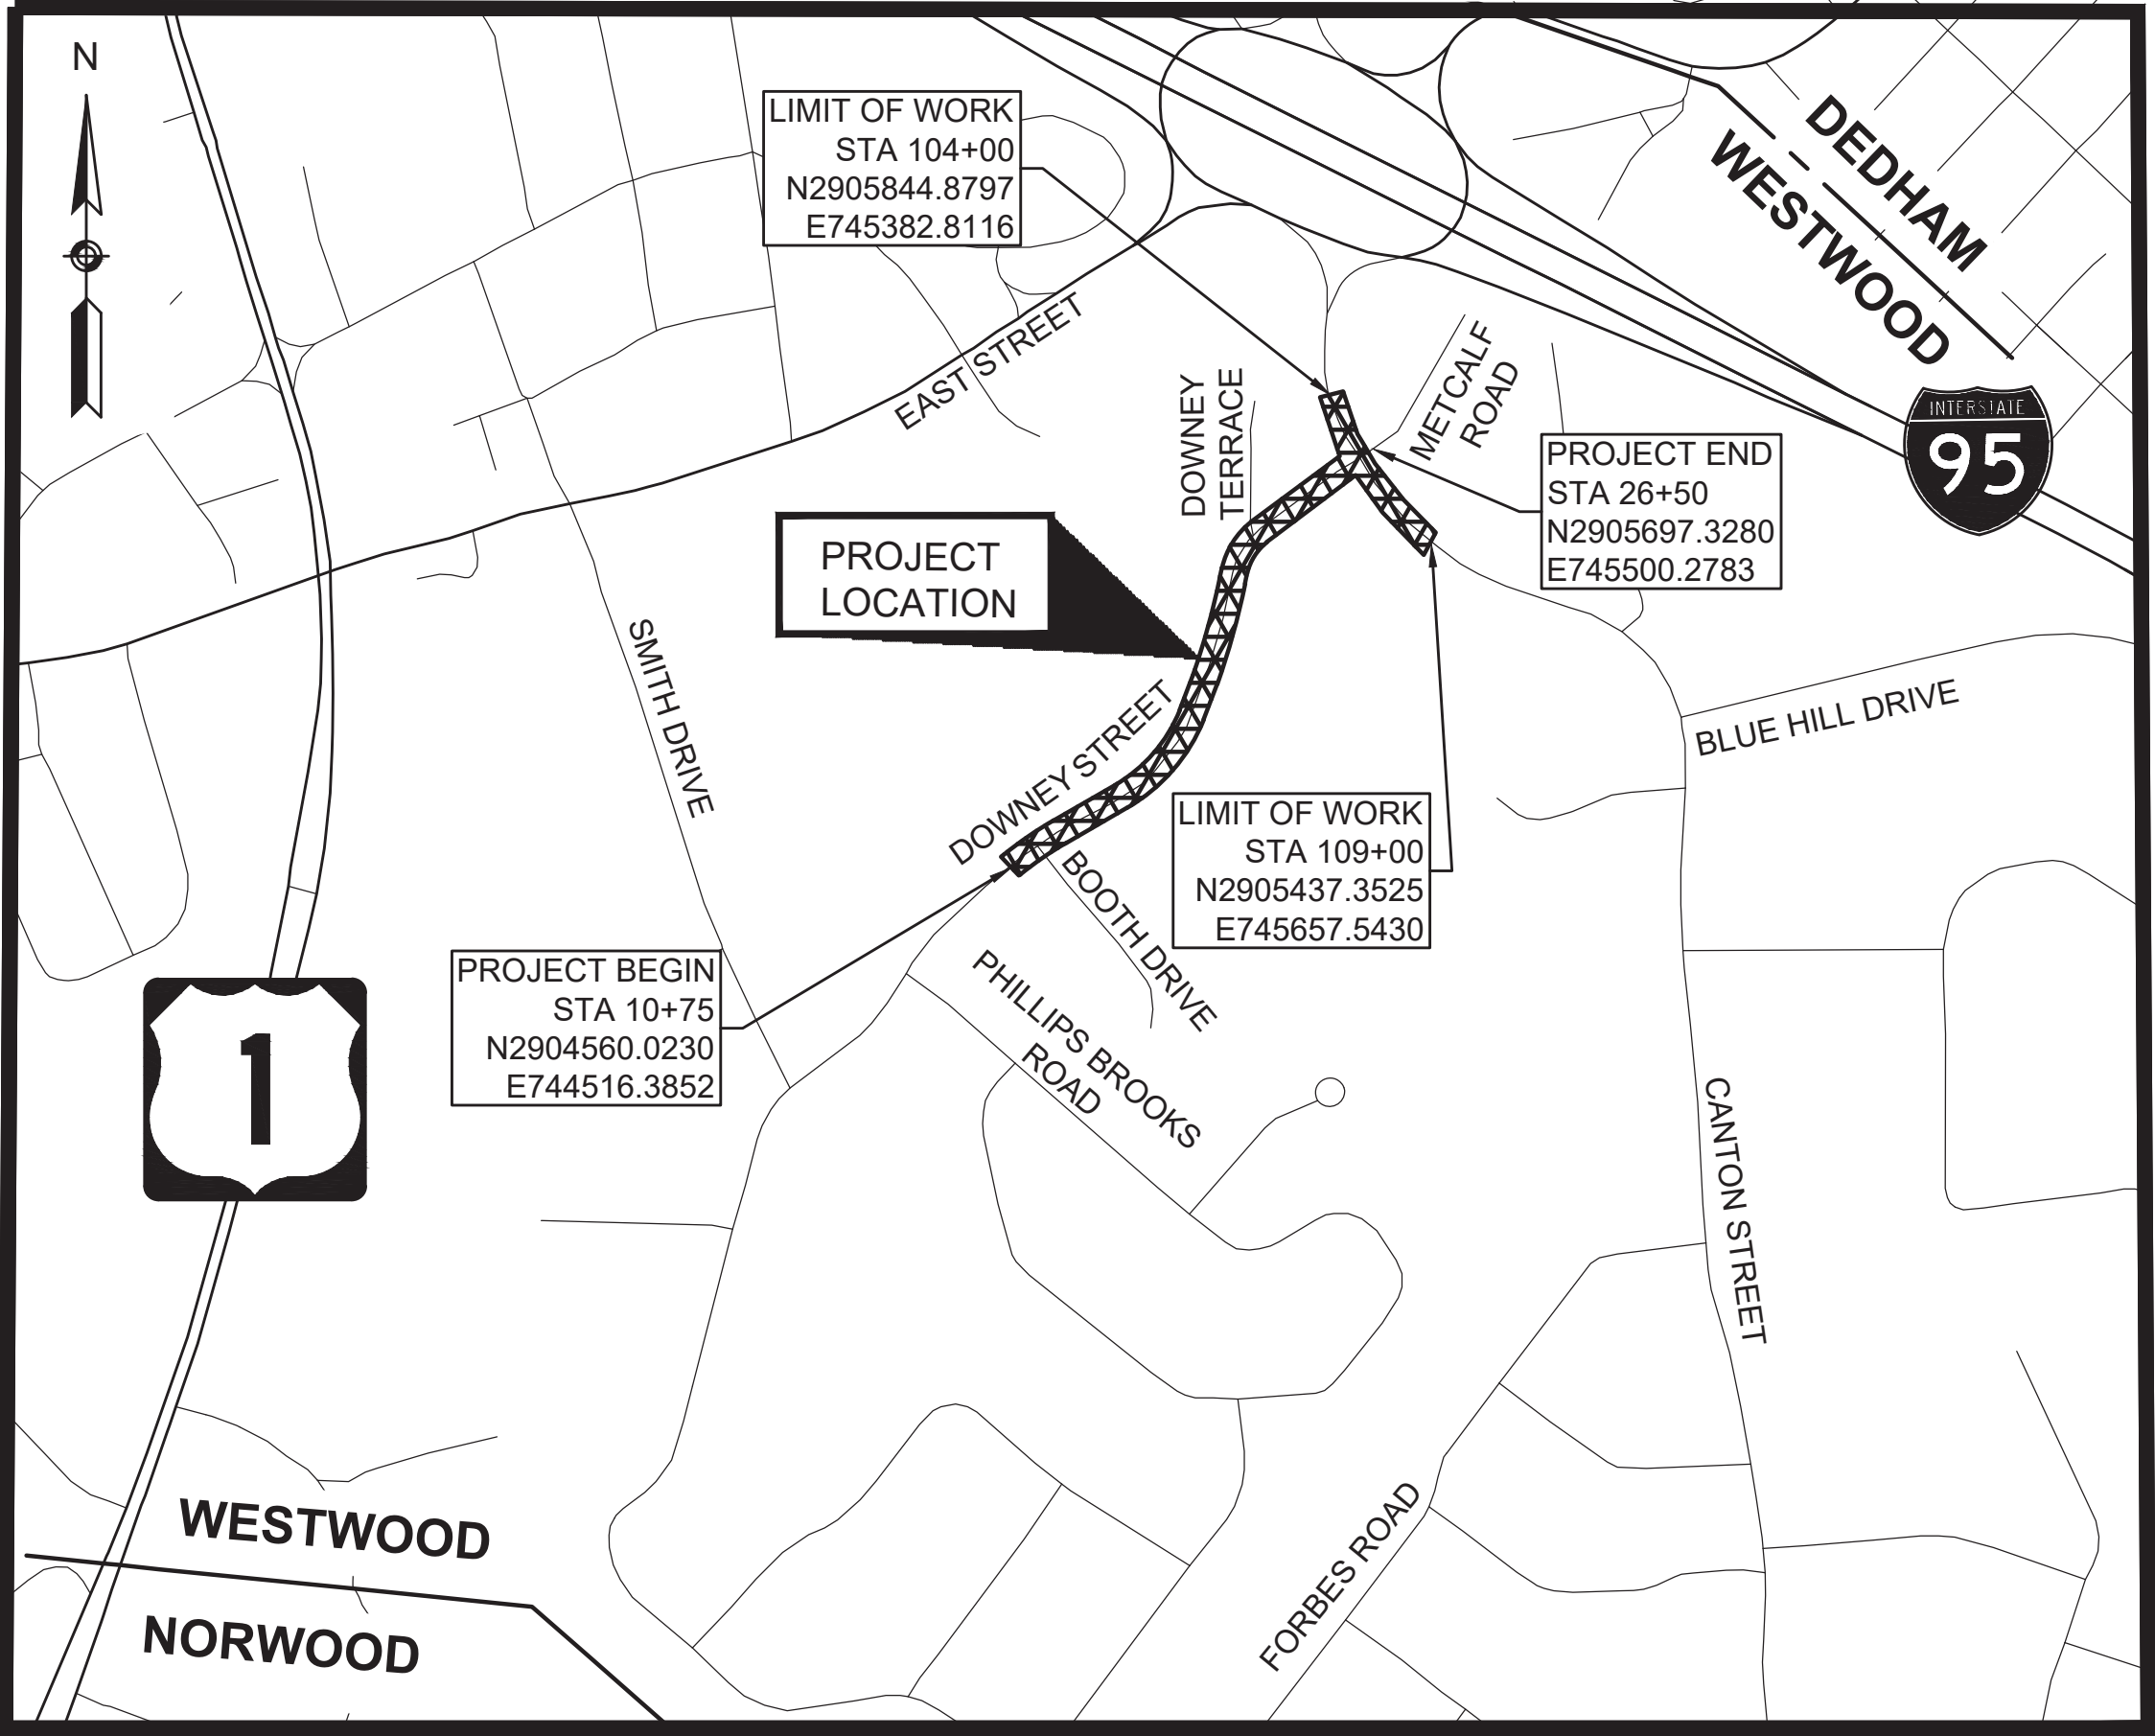 N
LIMIT OF WORK
STA 104+00
N2905844.8797
E745382.8116
DEDHAM
WESTWOOD
EAST STREET
DOWNEY
TERRACE
METCALF
ROAD
INTERSTATE
95
PROJECT END
STA 26+50
N2905697.3280
E745500.2783
PROJECT
LOCATION
SMITH DRIVE
DOWNEY STREET
BLUE HILL DRIVE
LIMIT OF WORK
STA 109+00
N2905437.3525
E745657.5430
BOOTH DRIVE
PROJECT BEGIN
STA 10+75
N2904560.0230
E744516.3852
PHILLIPS BROOKS
ROAD
1
CANTON STREET
FORBES ROAD
WESTWOOD
NORWOOD